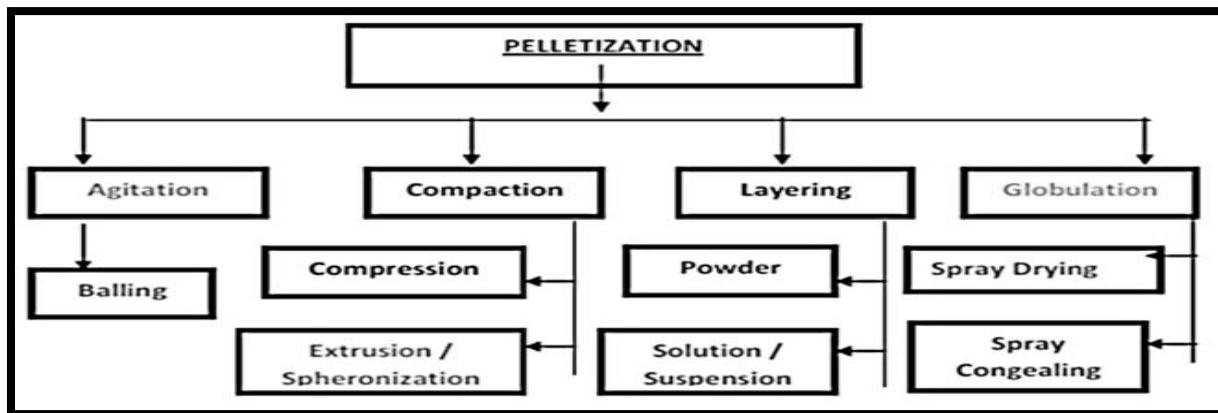 PELLETIZATION
Agitation
Compaction
Layering
Globulation
Balling
Compression
Powder
Spray Drying
Extrusion /
Spheronization
Solution /
Suspension
Spray
Congealing